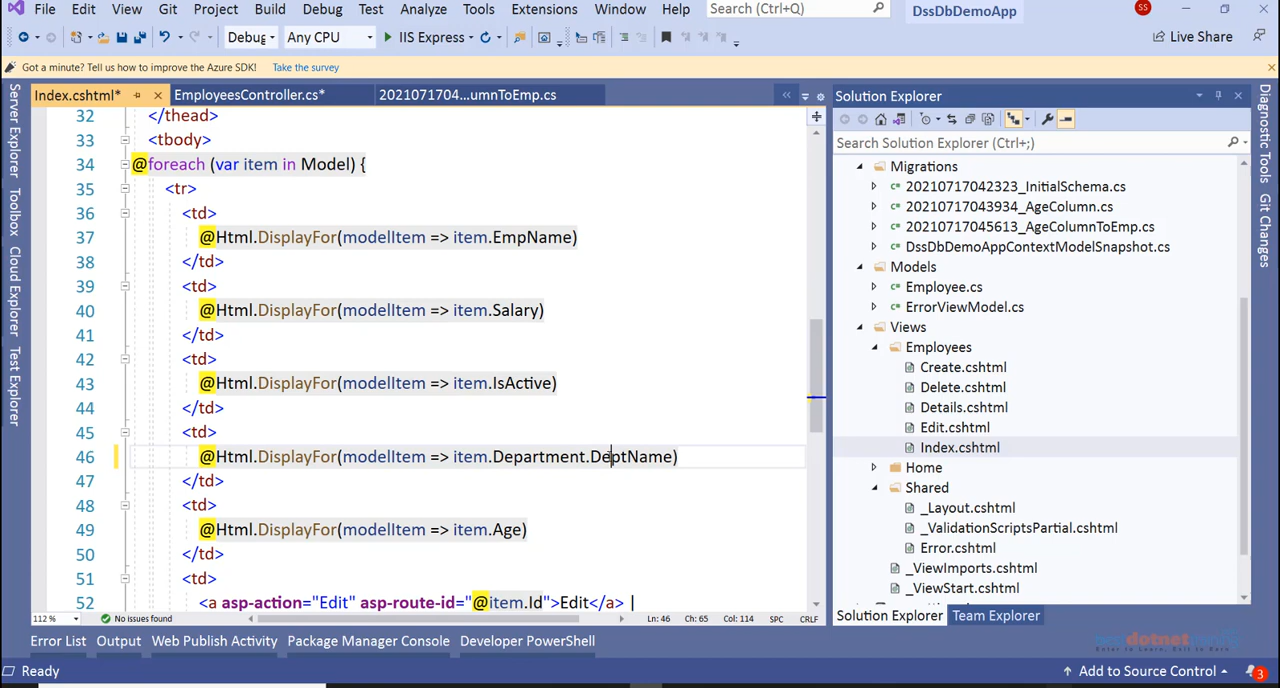 File Edit View Git Project Build Debug Test Analyze Tools Extensions Window Help Search (Ctrl+Q) DssDbDemoApp SS
Debug Any CPU IIS Express Live Share
Got a minute? Tell us how to improve the Azure SDK! Take the survey
Index.cshtml* EmployeesController.cs* 2021071704...umnToEmp.cs
Server Explorer
Toolbox
Cloud Explorer
Test Explorer
32 </thead>
33 <tbody>
34 @foreach (var item in Model) {
35 <tr>
36 <td>
37 @Html.DisplayFor(modelItem => item.EmpName)
38 </td>
39 <td>
40 @Html.DisplayFor(modelItem => item.Salary)
41 </td>
42 <td>
43 @Html.DisplayFor(modelItem => item.IsActive)
44 </td>
45 <td>
46 @Html.DisplayFor(modelItem => item.Department.DeptName)
47 </td>
48 <td>
49 @Html.DisplayFor(modelItem => item.Age)
50 </td>
51 <td>
52 <a asp-action="Edit" asp-route-id="@item.Id">Edit</a> |
112 % No issues found Ln: 46 Ch: 65 Col: 114 SPC CRLF
Solution Explorer
Search Solution Explorer (Ctrl+;)
Migrations
20210717042323_InitialSchema.cs
20210717043934_AgeColumn.cs
20210717045613_AgeColumnToEmp.cs
DssDbDemoAppContextModelSnapshot.cs
Models
Employee.cs
ErrorViewModel.cs
Views
Employees
Create.cshtml
Delete.cshtml
Details.cshtml
Edit.cshtml
Index.cshtml
Home
Shared
_Layout.cshtml
_ValidationScriptsPartial.cshtml
Error.cshtml
_ViewImports.cshtml
_ViewStart.cshtml
Solution Explorer Team Explorer
Diagnostic Tools
Git Changes
Error List Output Web Publish Activity Package Manager Console Developer PowerShell
Ready Add to Source Control 3